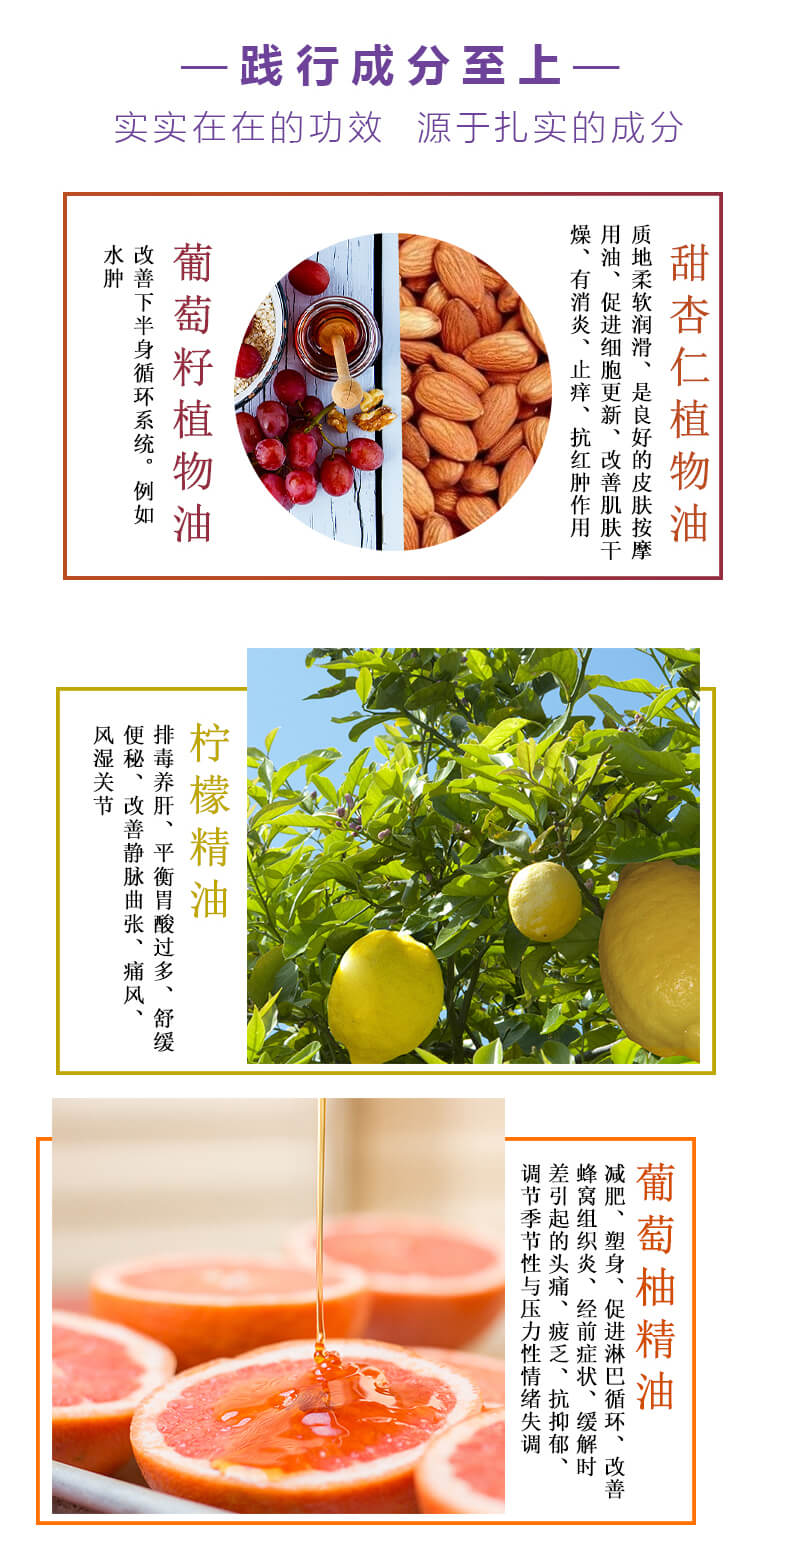 —践行成分至上—
实实在在的功效 源于扎实的成分
甜杏仁植物油
质地柔软润滑、是良好的皮肤按摩
用油、促进细胞更新、改善肌肤干
燥、有消炎、止痒、抗红肿作用
葡萄籽植物油
改善下半身循环系统。例如
水肿
柠檬精油
排毒养肝、平衡胃酸过多、舒缓
便秘、改善静脉曲张、痛风、
风湿关节
葡萄柚精油
减肥、塑身、促进淋巴循环、改善
蜂窝组织炎、经前症状、缓解时
差引起的头痛、疲乏、抗抑郁、
调节季节性与压力性情绪失调